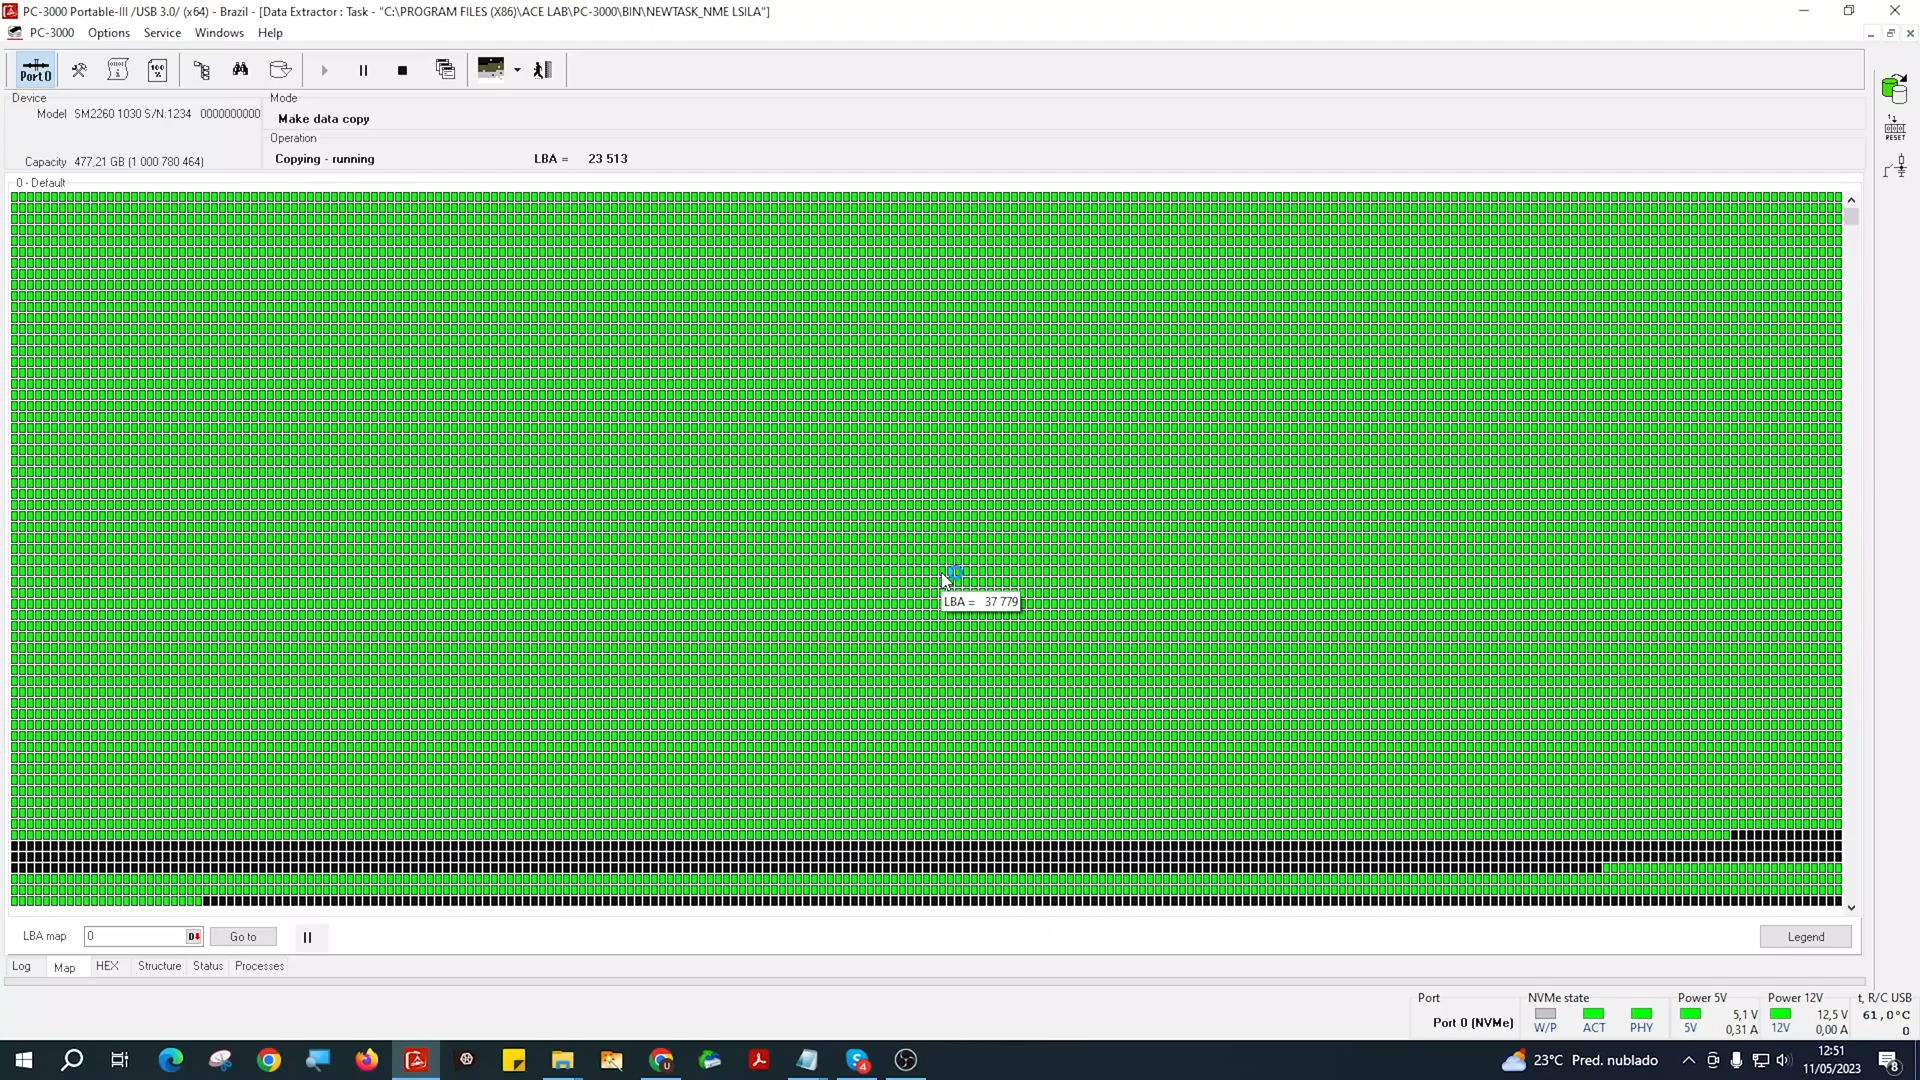 PC-3000 Portable-III /USB 3.0/ (x64) - Brazil - [Data Extractor : Task - "C:\PROGRAM FILES (X86)\ACE LAB\PC-3000\BIN\NEWTASK_NME LSILA"]
PC-3000 Options Service Windows Help
Port 0
Device
Model SM2260 1030 S/N:1234 0000000000
Capacity 477,21 GB (1 000 780 464)
Mode
Make data copy
Operation
Copying - running LBA = 23 513
RESET
0 - Default
LBA = 37 779
LBA map 0 Go to Legend
Log Map HEX Structure Status Processes
Port
Port 0 (NVMe)
NVMe state
W/P ACT PHY
Power 5V
5,1 V
5V 0,31 A
Power 12V
12,5 V
12V 0,00 A
t, R/C USB
61,0°C
0
23°C Pred. nublado
12:51
11/05/2023
8